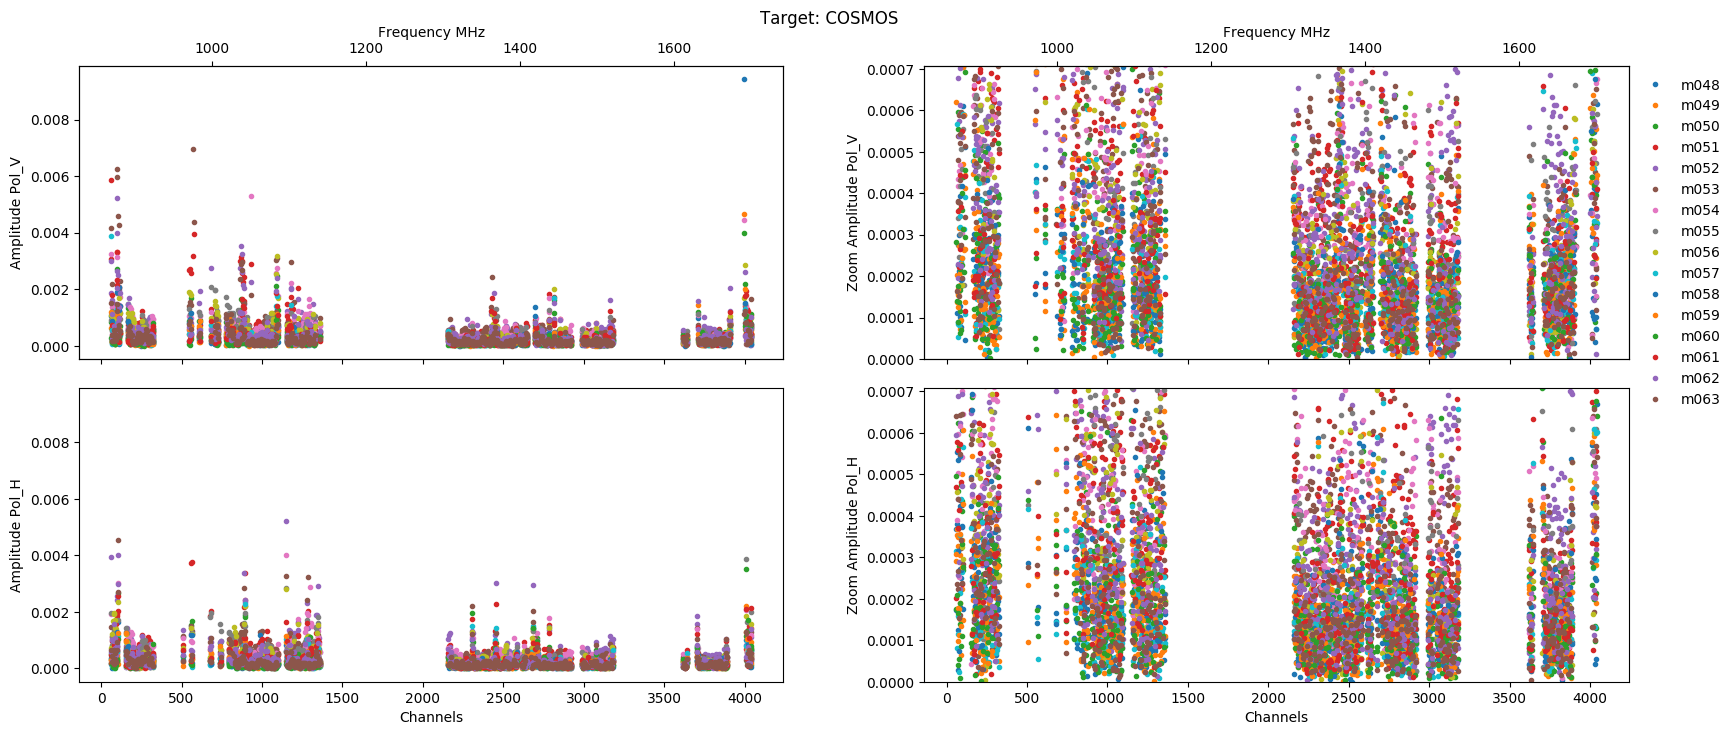 Target: COSMOS
Frequency MHz
1000 1200 1400 1600
Amplitude Pol_V
0.008
0.006
0.004
0.002
0.000
Frequency MHz
1000 1200 1400 1600
Zoom Amplitude Pol_V
0.0007
0.0006
0.0005
0.0004
0.0003
0.0002
0.0001
0.0000
Amplitude Pol_H
0.008
0.006
0.004
0.002
0.000
0 500 1000 1500 2000 2500 3000 3500 4000
Channels
Zoom Amplitude Pol_H
0.0007
0.0006
0.0005
0.0004
0.0003
0.0002
0.0001
0.0000
0 500 1000 1500 2000 2500 3000 3500 4000
Channels
m048
m049
m050
m051
m052
m053
m054
m055
m056
m057
m058
m059
m060
m061
m062
m063